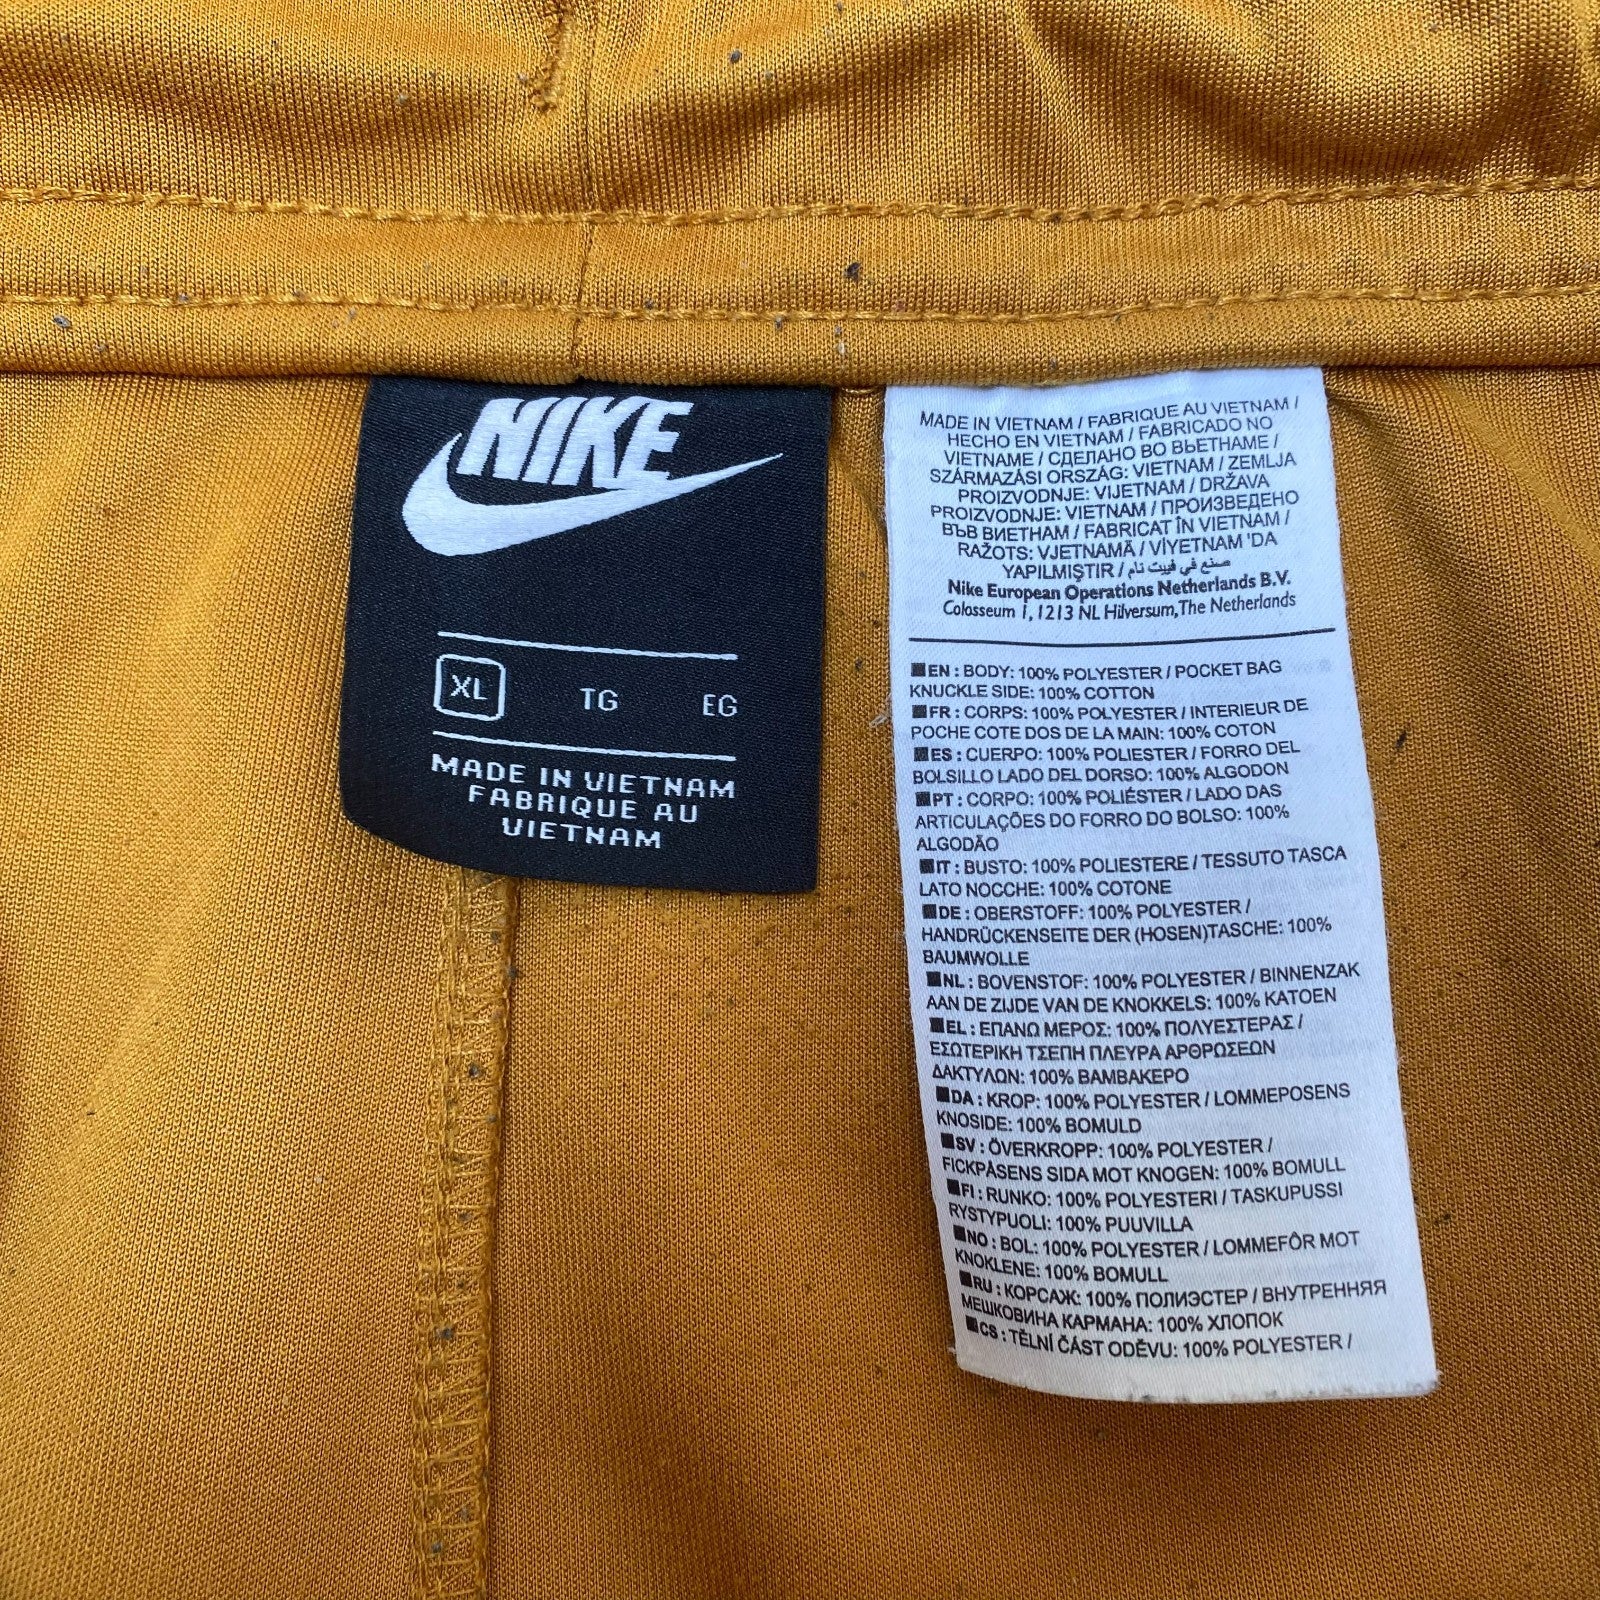 NIKE
XL TG EG
MADE IN VIETNAM
FABRIQUE AU
VIETNAM
MADE IN VIETNAM / FABRIQUE AU VIETNAM /
HECHO EN VIETNAM / FABRICADO NO
VIETNAME / СДЕЛАНО ВО ВЬЕТНАМЕ /
SZÁRMAZÁSI ORSZÁG: VIETNAM / ZEMLJA
PROIZVODNJE: VIJETNAM / DRŽAVA
PROIZVODNJE: VIETNAM / ПРОИЗВЕДЕНО
ВЪВ ВИЕТНАМ / FABRICAT ÎN VIETNAM /
RAŽOTS: VJETNAMĀ / VİYETNAM 'DA
YAPILMIŞTIR / صنع في فييت نام
Nike European Operations Netherlands B.V.
Colosseum 1, 1213 NL Hilversum, The Netherlands
■EN : BODY: 100% POLYESTER / POCKET BAG
KNUCKLE SIDE: 100% COTTON
■FR : CORPS: 100% POLYESTER / INTERIEUR DE
POCHE COTE DOS DE LA MAIN: 100% COTON
■ES : CUERPO: 100% POLIESTER / FORRO DEL
BOLSILLO LADO DEL DORSO: 100% ALGODON
■PT : CORPO: 100% POLIÉSTER / LADO DAS
ARTICULAÇÕES DO FORRO DO BOLSO: 100%
ALGODÃO
■IT : BUSTO: 100% POLIESTERE / TESSUTO TASCA
LATO NOCCHE: 100% COTONE
■DE : OBERSTOFF: 100% POLYESTER /
HANDRÜCKENSEITE DER (HOSEN)TASCHE: 100%
BAUMWOLLE
■NL : BOVENSTOF: 100% POLYESTER / BINNENZAK
AAN DE ZIJDE VAN DE KNOKKELS: 100% KATOEN
■EL : ΕΠΑΝΩ ΜΕΡΟΣ: 100% ΠΟΛΥΕΣΤΕΡΑΣ /
ΕΣΩΤΕΡΙΚΗ ΤΣΕΠΗ ΠΛΕΥΡΑ ΑΡΘΡΩΣΕΩΝ
ΔΑΚΤΥΛΩΝ: 100% ΒΑΜΒΑΚΕΡΟ
■DA : KROP: 100% POLYESTER / LOMMEPOSENS
KNOSIDE: 100% BOMULD
■SV : ÖVERKROPP: 100% POLYESTER /
FICKPÅSENS SIDA MOT KNOGEN: 100% BOMULL
■FI : RUNKO: 100% POLYESTERI / TASKUPUSSI
RYSTYPUOLI: 100% PUUVILLA
■NO : BOL: 100% POLYESTER / LOMMEFÔR MOT
KNOKLENE: 100% BOMULL
■RU : КОРСАЖ: 100% ПОЛИЭСТЕР / ВНУТРЕННЯЯ
МЕШКОВИНА КАРМАНА: 100% ХЛОПОК
■CS : TĚLNÍ ČÁST ODĚVU: 100% POLYESTER /